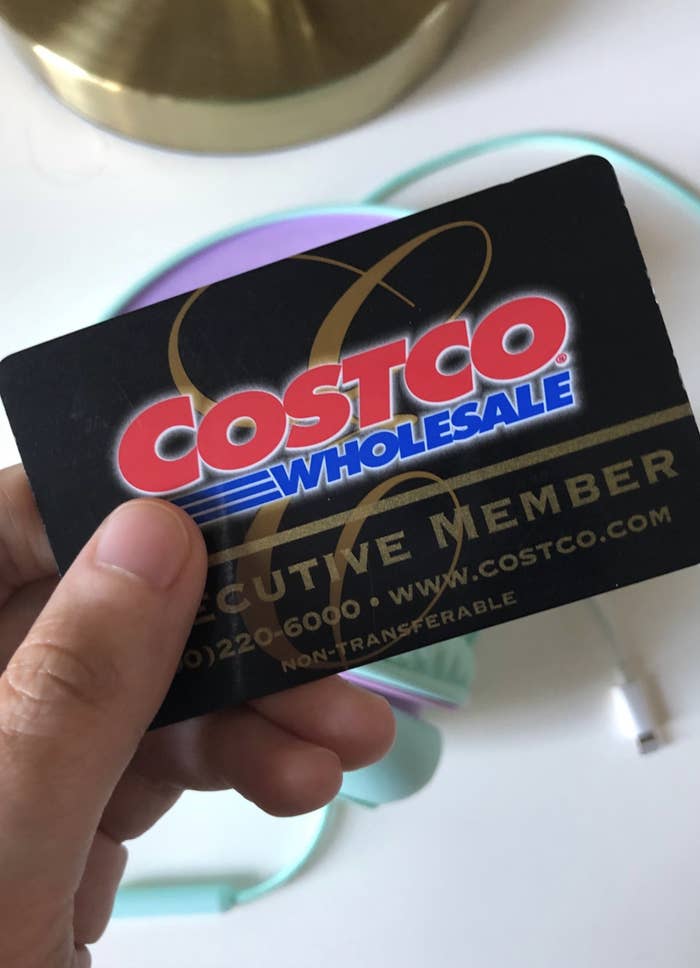 COSTCO®
WHOLESALE
ECUTIVE MEMBER
0)220-6000 • WWW.COSTCO.COM
NON-TRANSFERABLE